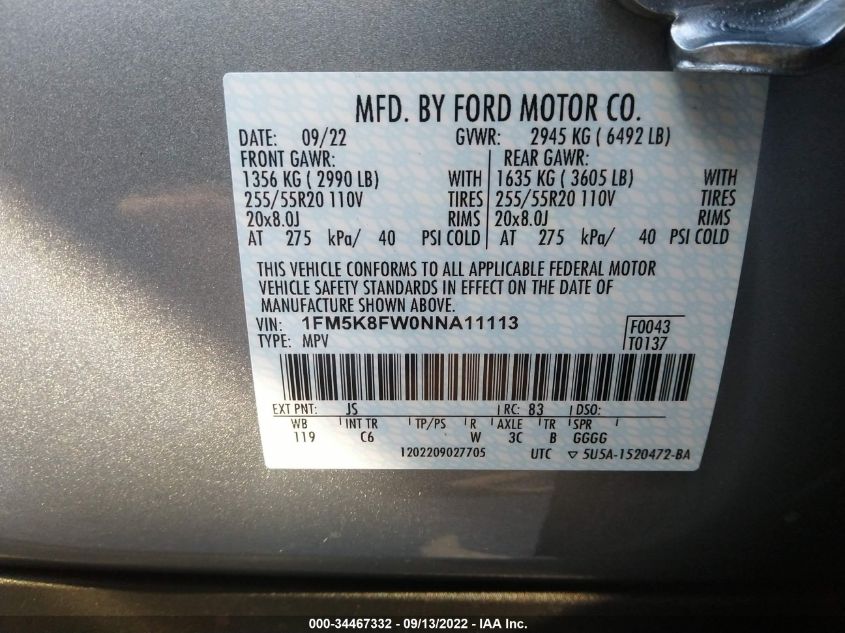 MFD. BY FORD MOTOR CO.
DATE: 09/22 GVWR: 2945 KG ( 6492 LB)
FRONT GAWR: REAR GAWR:
1356 KG ( 2990 LB) WITH 1635 KG ( 3605 LB) WITH
255/55R20 110V TIRES 255/55R20 110V TIRES
20x8.0J RIMS 20x8.0J RIMS
AT 275 kPa/ 40 PSI COLD AT 275 kPa/ 40 PSI COLD
THIS VEHICLE CONFORMS TO ALL APPLICABLE FEDERAL MOTOR
VEHICLE SAFETY STANDARDS IN EFFECT ON THE DATE OF
MANUFACTURE SHOWN ABOVE.
VIN: 1FM5K8FW0NNA11113 F0043
TYPE: MPV T0137
EXT PNT: JS RC: 83 DSO:
WB INT TR TP/PS R AXLE TR SPR
119 C6 W 3C B GGGG
1202209027705 UTC ▽ 5U5A-1520472-BA
000-34467332 - 09/13/2022 - IAA Inc.